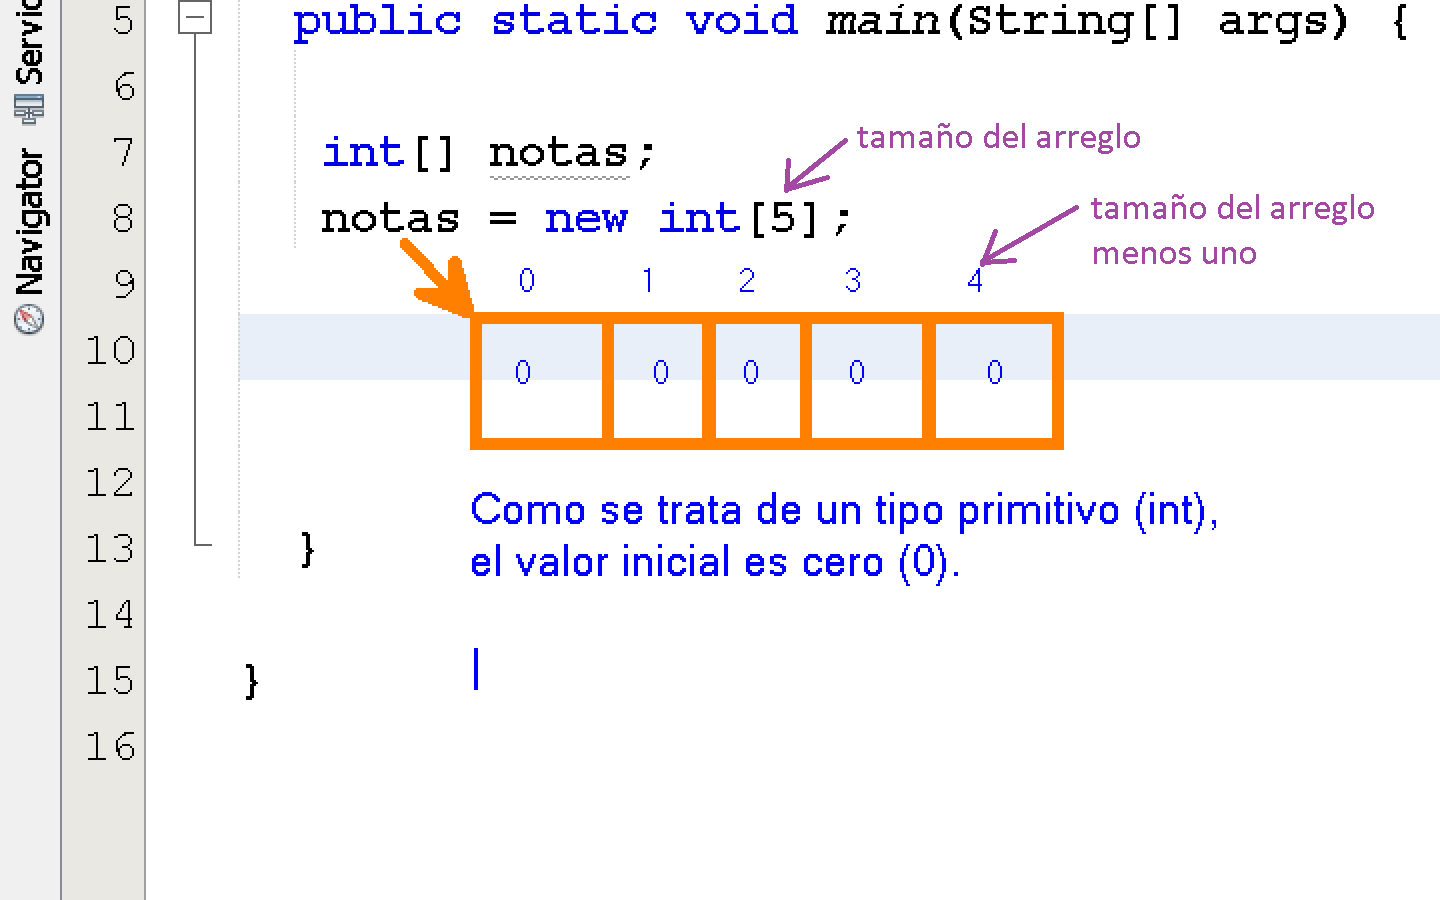 Servic
Navigator
5 public static void main(String[] args) {
6
7 int[] notas;
tamaño del arreglo
8 notas = new int[5];
tamaño del arreglo
menos uno
9 0 1 2 3 4
10 0 0 0 0 0
11
12 Como se trata de un tipo primitivo (int),
13 } el valor inicial es cero (0).
14
15 }
16